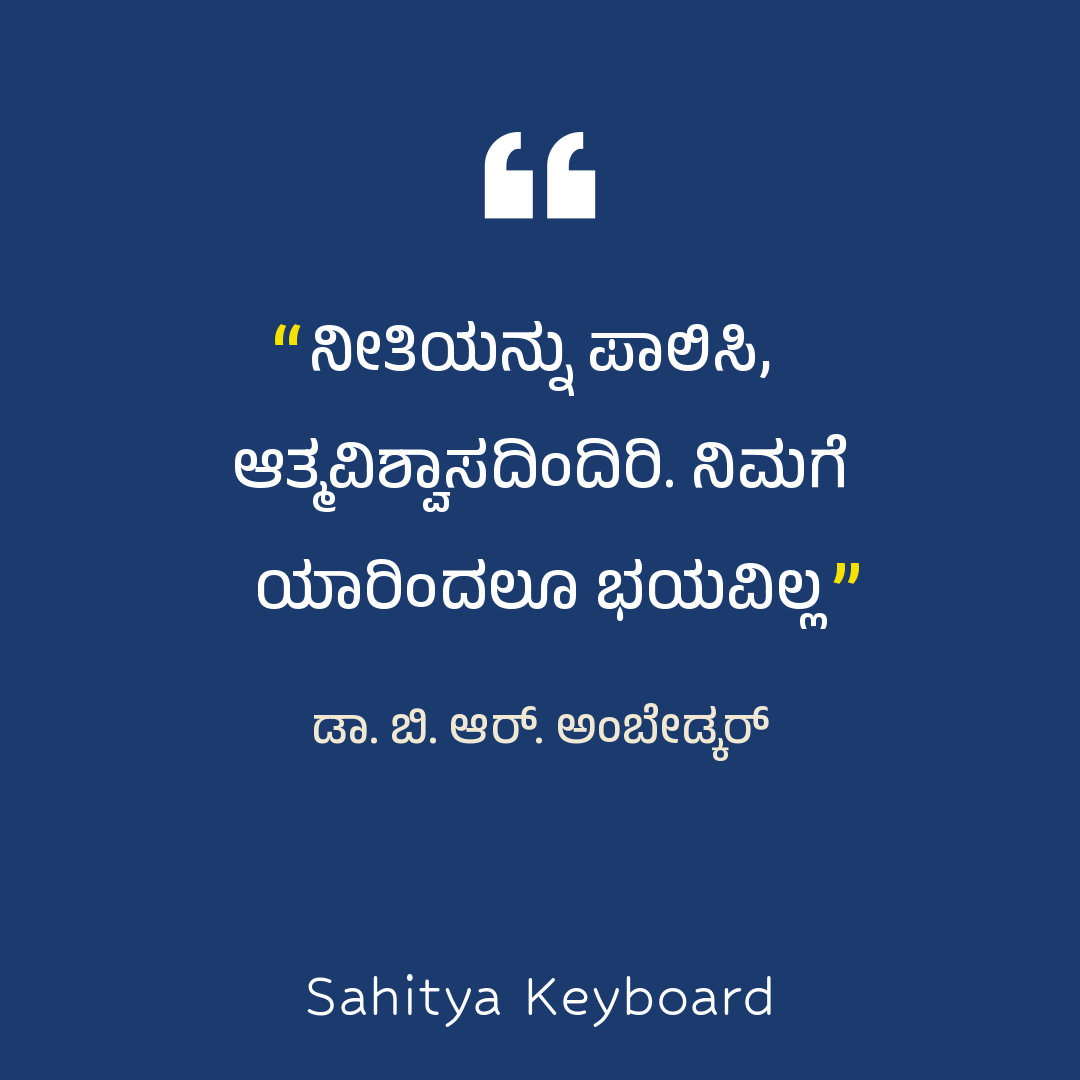 “ನೀತಿಯನ್ನು ಪಾಲಿಸಿ,
ಆತ್ಮವಿಶ್ವಾಸದಿಂದಿರಿ. ನಿಮಗೆ
ಯಾರಿಂದಲೂ ಭಯವಿಲ್ಲ”
ಡಾ. ಬಿ. ಆರ್. ಅಂಬೇಡ್ಕರ್
Sahitya Keyboard